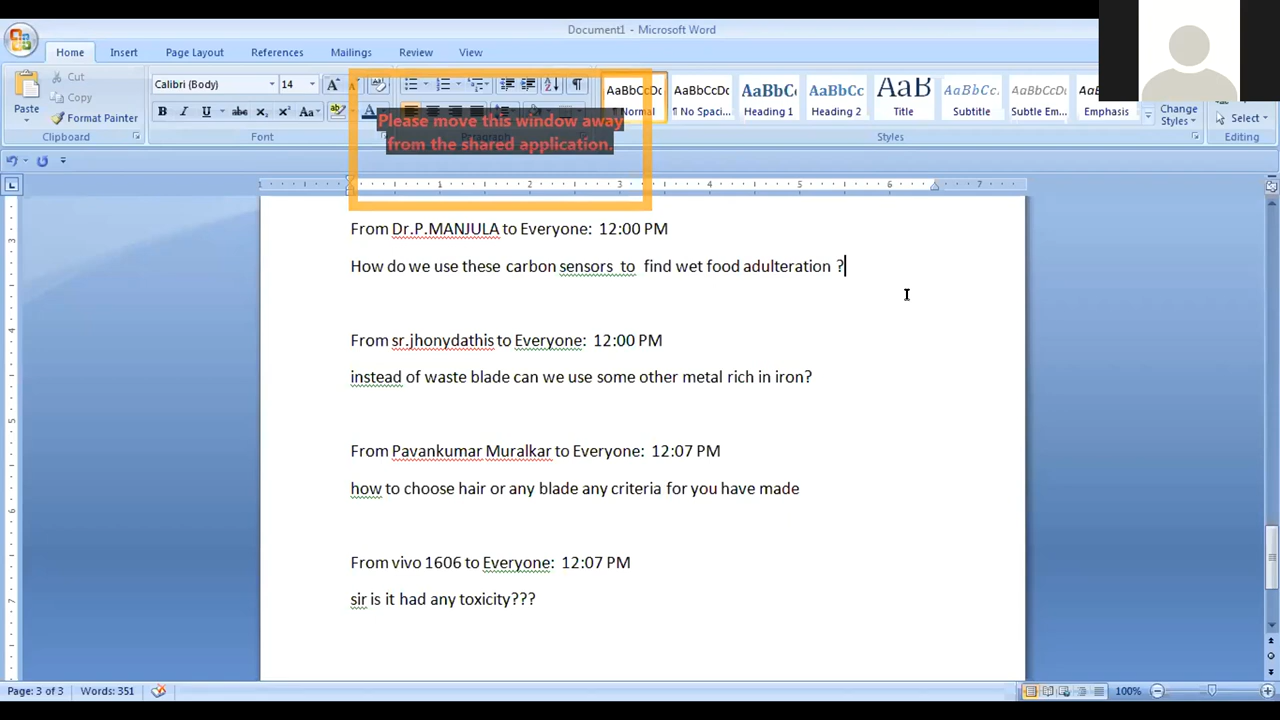 Document1 - Microsoft Word
Home Insert Page Layout References Mailings Review View
Cut
Copy
Paste
Format Painter
Clipboard
Calibri (Body) 14
Font
Paragraph
Please move this window away
from the shared application.
AaBbCcDc AaBbCcDc AaBbC AaBbCc AaB AaBbCc. AaBbCcDc AaBbCcDc
Normal ¶ No Spaci... Heading 1 Heading 2 Title Subtitle Subtle Em... Emphasis
Change
Styles
Styles
Select
Editing
From Dr.P.MANJULA to Everyone: 12:00 PM
How do we use these carbon sensors to find wet food adulteration ?
From sr.jhonydathis to Everyone: 12:00 PM
instead of waste blade can we use some other metal rich in iron?
From Pavankumar Muralkar to Everyone: 12:07 PM
how to choose hair or any blade any criteria for you have made
From vivo 1606 to Everyone: 12:07 PM
sir is it had any toxicity???
Page: 3 of 3 Words: 351 100%